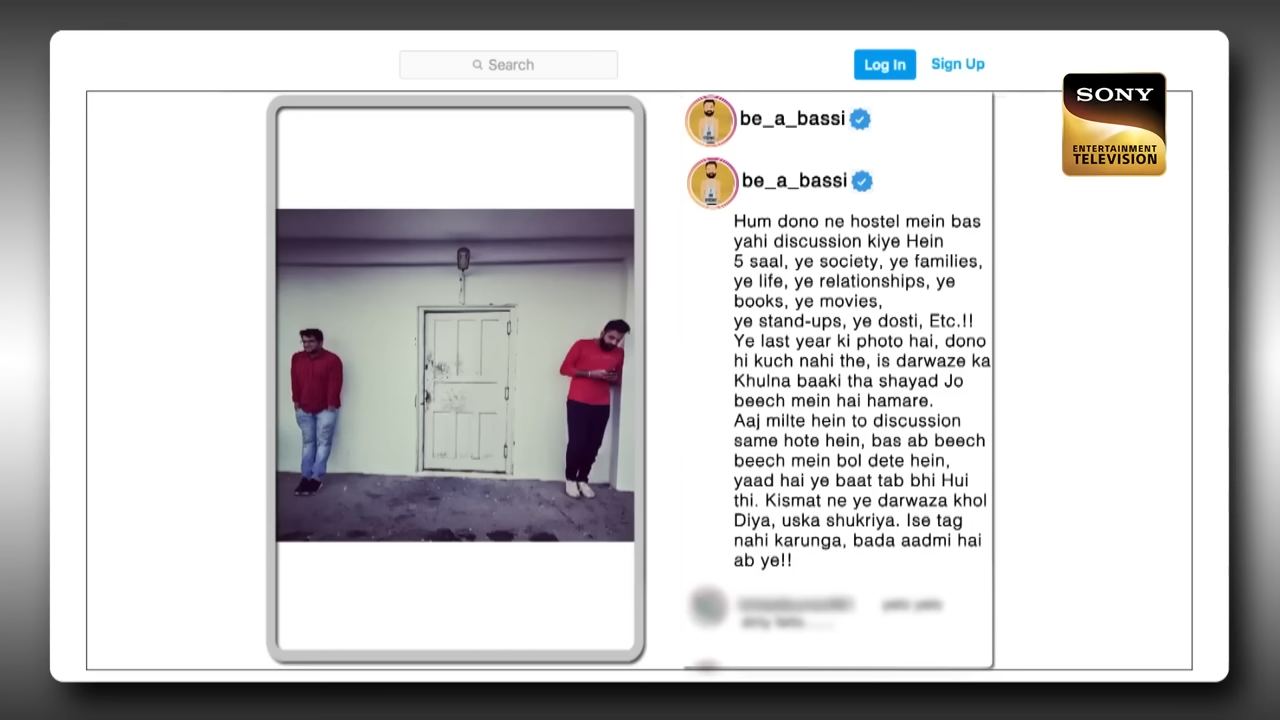 Search
Log In
Sign Up
SONY
ENTERTAINMENT
TELEVISION
be_a_bassi
be_a_bassi
Hum dono ne hostel mein bas
yahi discussion kiye Hein
5 saal, ye society, ye families,
ye life, ye relationships, ye
books, ye movies,
ye stand-ups, ye dosti, Etc.!!
Ye last year ki photo hai, dono
hi kuch nahi the, is darwaze ka
Khulna baaki tha shayad Jo
beech mein hai hamare.
Aaj milte hein to discussion
same hote hein, bas ab beech
beech mein bol dete hein,
yaad hai ye baat tab bhi Hui
thi. Kismat ne ye darwaza khol
Diya, uska shukriya. Ise tag
nahi karunga, bada aadmi hai
ab ye!!